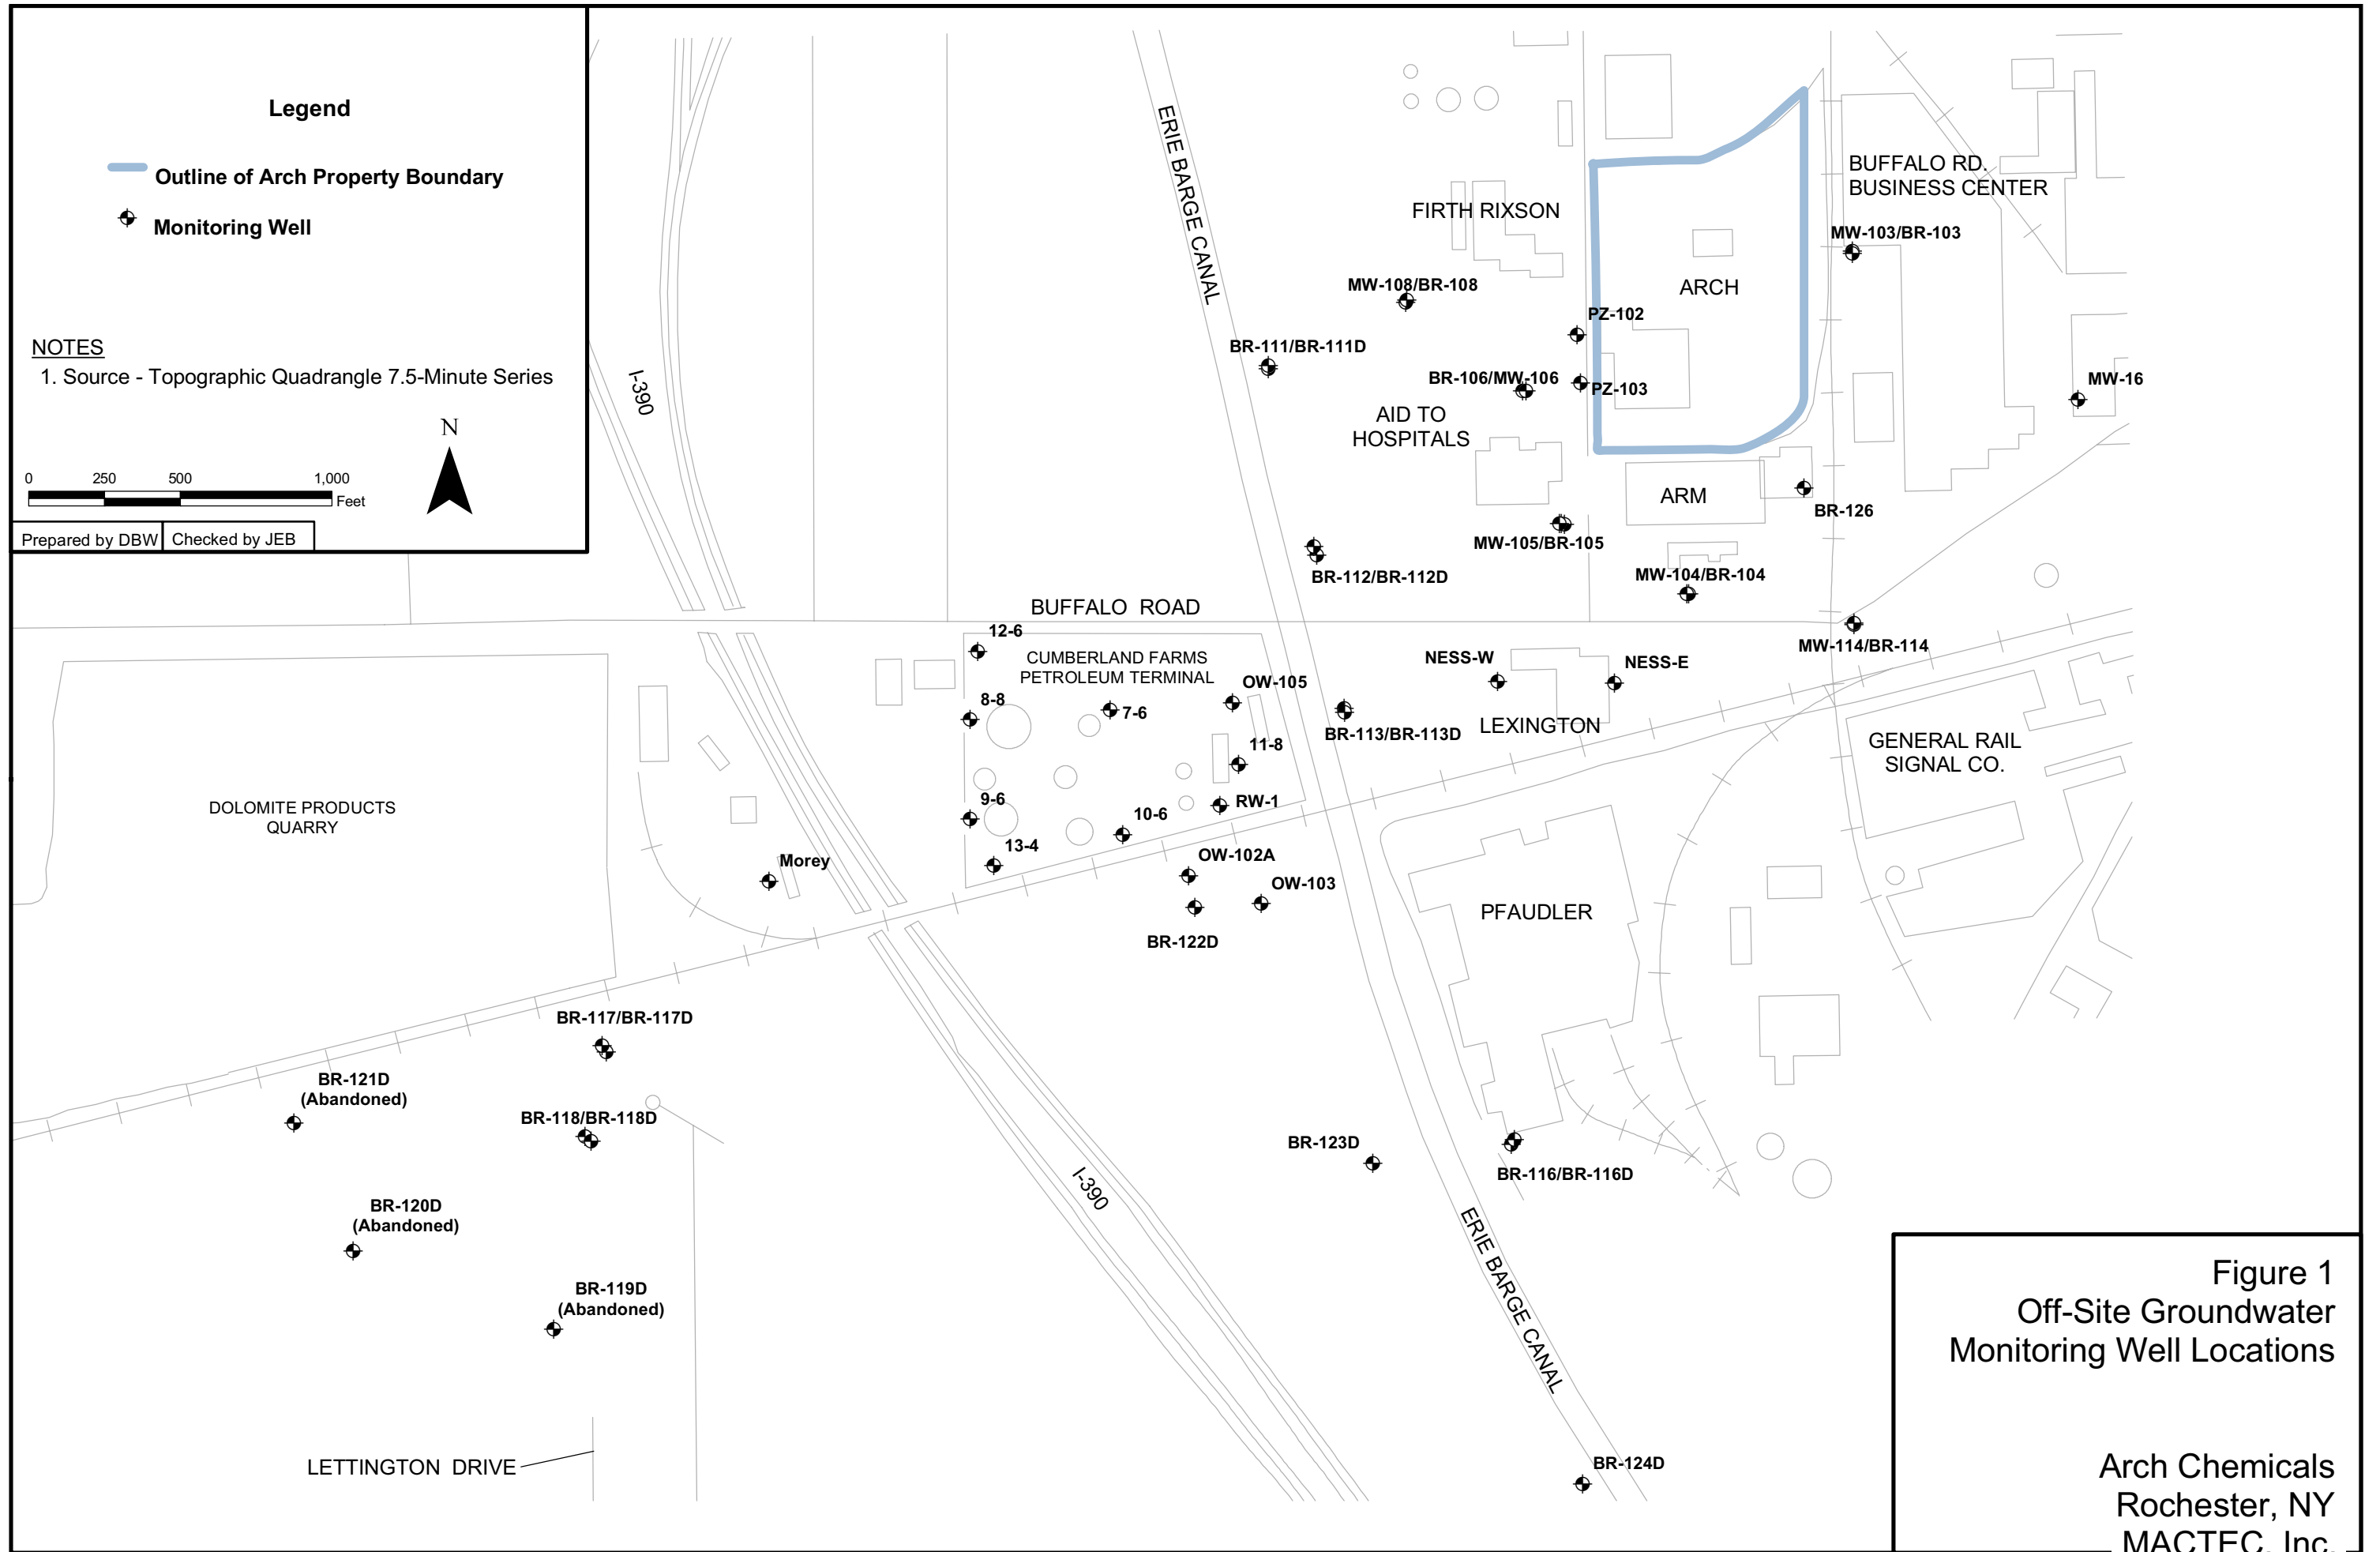 Legend
Outline of Arch Property Boundary
Monitoring Well
NOTES
1. Source - Topographic Quadrangle 7.5-Minute Series
N
0 250 500 1,000
Feet
Prepared by DBW Checked by JEB
I-390
ERIE BARGE CANAL
FIRTH RIXSON
BUFFALO RD.
BUSINESS CENTER
MW-103/BR-103
ARCH
MW-108/BR-108
PZ-102
BR-111/BR-111D
BR-106/MW-106
PZ-103
MW-16
AID TO
HOSPITALS
ARM
BR-126
MW-105/BR-105
BR-112/BR-112D
MW-104/BR-104
BUFFALO ROAD
12-6
CUMBERLAND FARMS
PETROLEUM TERMINAL
MW-114/BR-114
NESS-W
NESS-E
OW-105
8-8
7-6
BR-113/BR-113D
LEXINGTON
11-8
GENERAL RAIL
SIGNAL CO.
DOLOMITE PRODUCTS
QUARRY
9-6
10-6
RW-1
13-4
Morey
OW-102A
OW-103
PFAUDLER
BR-122D
BR-117/BR-117D
BR-121D
(Abandoned)
BR-118/BR-118D
BR-123D
BR-116/BR-116D
I-390
BR-120D
(Abandoned)
ERIE BARGE CANAL
BR-119D
(Abandoned)
LETTINGTON DRIVE
BR-124D
Figure 1
Off-Site Groundwater
Monitoring Well Locations
Arch Chemicals
Rochester, NY
MACTEC, Inc.